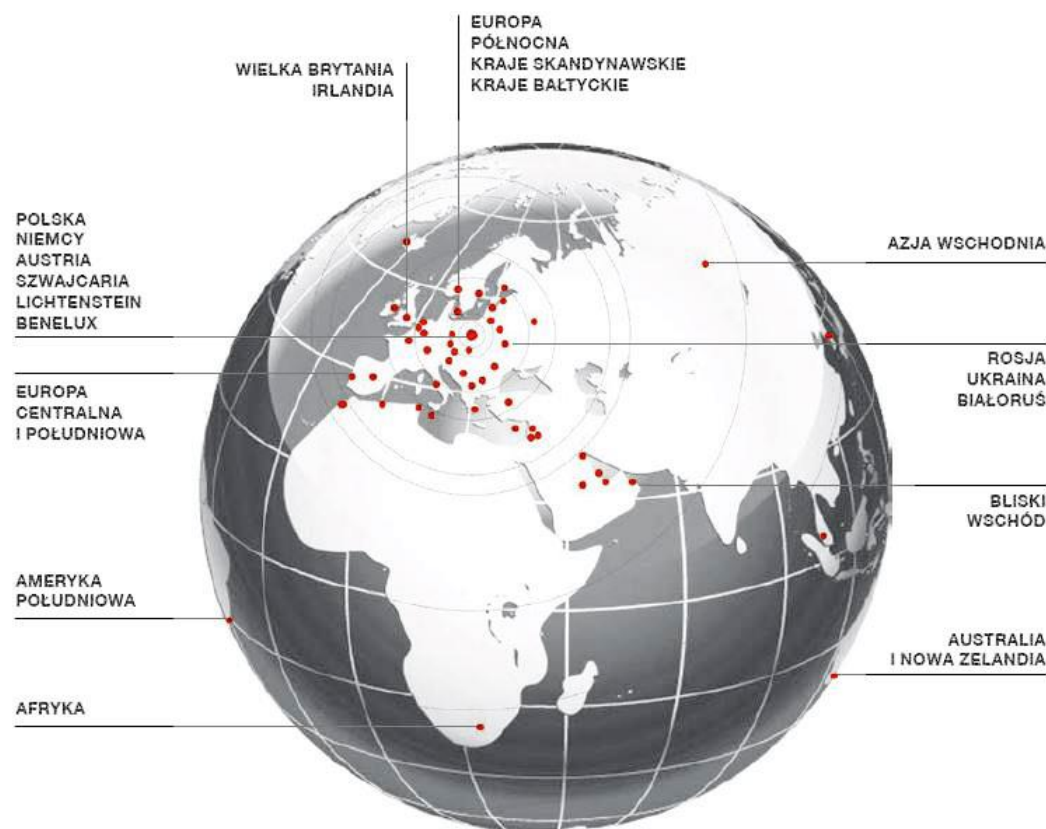 EUROPA
PÓŁNOCNA
KRAJE SKANDYNAWSKIE
KRAJE BAŁTYCKIE
WIELKA BRYTANIA
IRLANDIA
POLSKA
NIEMCY
AUSTRIA
SZWAJCARIA
LICHTENSTEIN
BENELUX
AZJA WSCHODNIA
ROSJA
UKRAINA
BIAŁORUŚ
EUROPA
CENTRALNA
I POŁUDNIOWA
BLISKI
WSCHÓD
AMERYKA
POŁUDNIOWA
AUSTRALIA
I NOWA ZELANDIA
AFRYKA